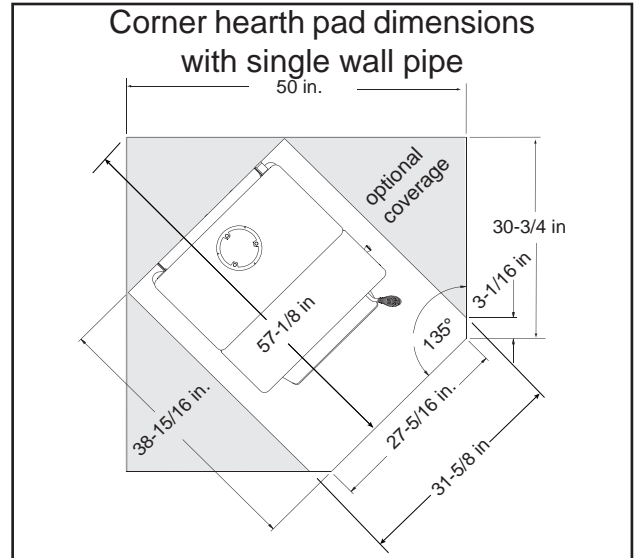 Corner hearth pad dimensions
with single wall pipe
50 in.
optional
coverage
30-3/4 in
3-1/16 in
57-1/8 in
135°
38-15/16 in.
27-5/16 in.
31-5/8 in